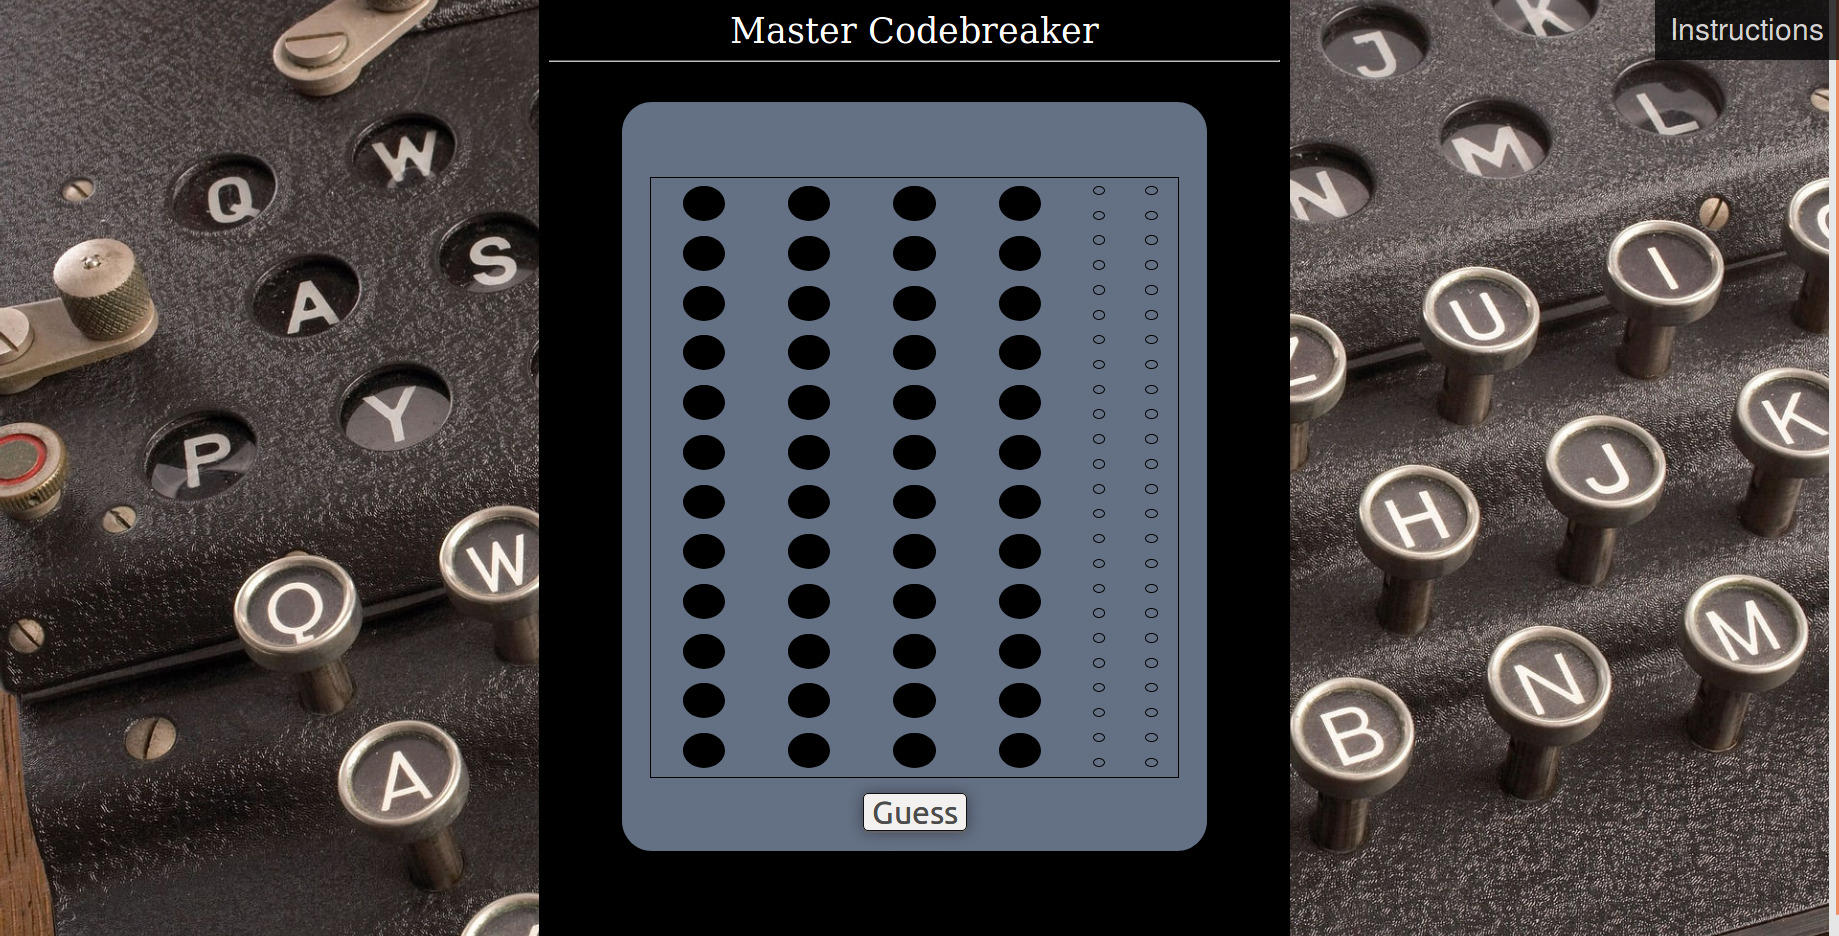 Master Codebreaker
Instructions
J K
Q W
N M L
A S
U I
P Y
K
H J
Q W
B N M
A
Guess